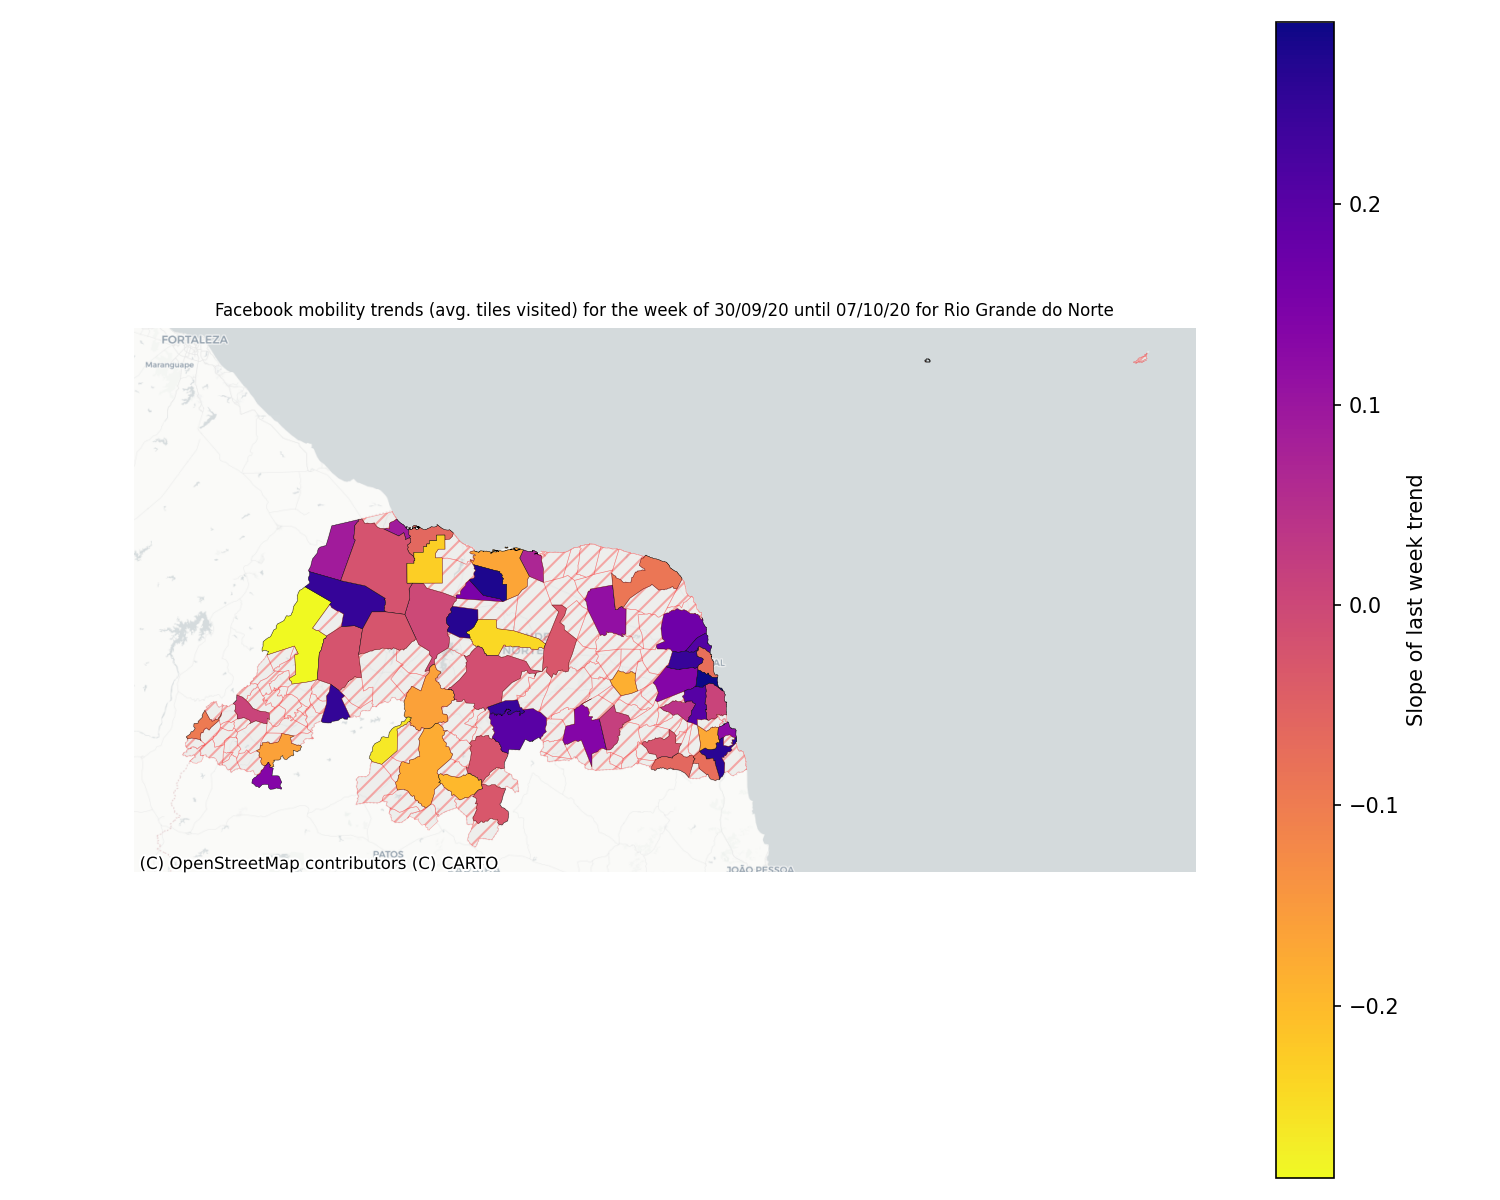 Facebook mobility trends (avg. tiles visited) for the week of 30/09/20 until 07/10/20 for Rio Grande do Norte
FORTALEZA
Maranguape
NORTE
AL
PATOS
JOÃO PESSOA
(C) OpenStreetMap contributors (C) CARTO
0.2
0.1
0.0
−0.1
−0.2
Slope of last week trend